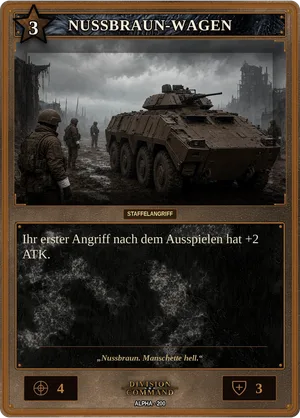 3
NUSSBRAUN-WAGEN
STAFFELANGRIFF
Ihr erster Angriff nach dem Ausspielen hat +2
ATK.
„Nussbraun. Manschette hell.“
DIVISION
COMMAND
4
3
ALPHA · 200